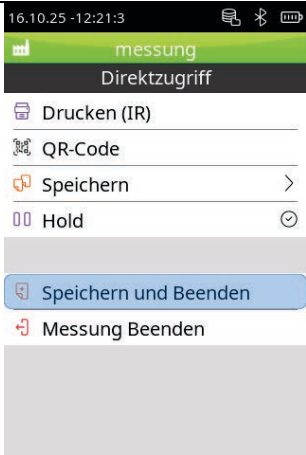 16.10.25 -12:21:3
messung
Direktzugriff
Drucken (IR)
QR-Code
Speichern
Hold
Speichern und Beenden
Messung Beenden